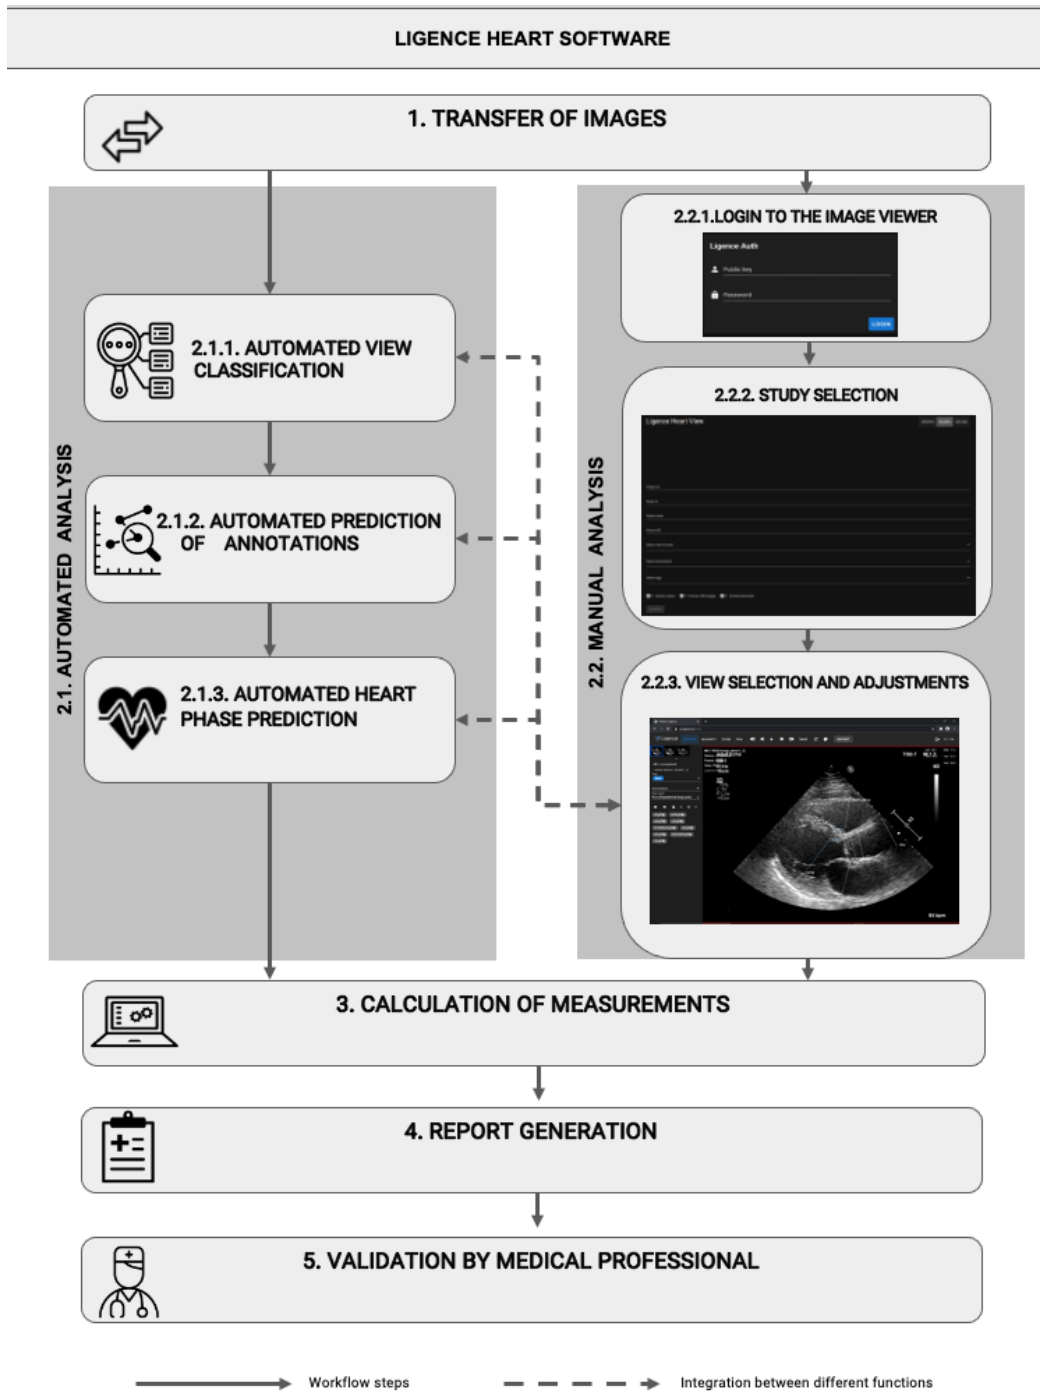 LIGENCE HEART SOFTWARE
1. TRANSFER OF IMAGES
2.1. AUTOMATED ANALYSIS
2.1.1. AUTOMATED VIEW
CLASSIFICATION
2.1.2. AUTOMATED PREDICTION
OF ANNOTATIONS
2.1.3. AUTOMATED HEART
PHASE PREDICTION
2.2. MANUAL ANALYSIS
2.2.1.LOGIN TO THE IMAGE VIEWER
Ligence Auth
Public key
Password
LOGIN
2.2.2. STUDY SELECTION
Ligence Heart View
2.2.3. VIEW SELECTION AND ADJUSTMENTS
3. CALCULATION OF MEASUREMENTS
4. REPORT GENERATION
5. VALIDATION BY MEDICAL PROFESSIONAL
Workflow steps
Integration between different functions